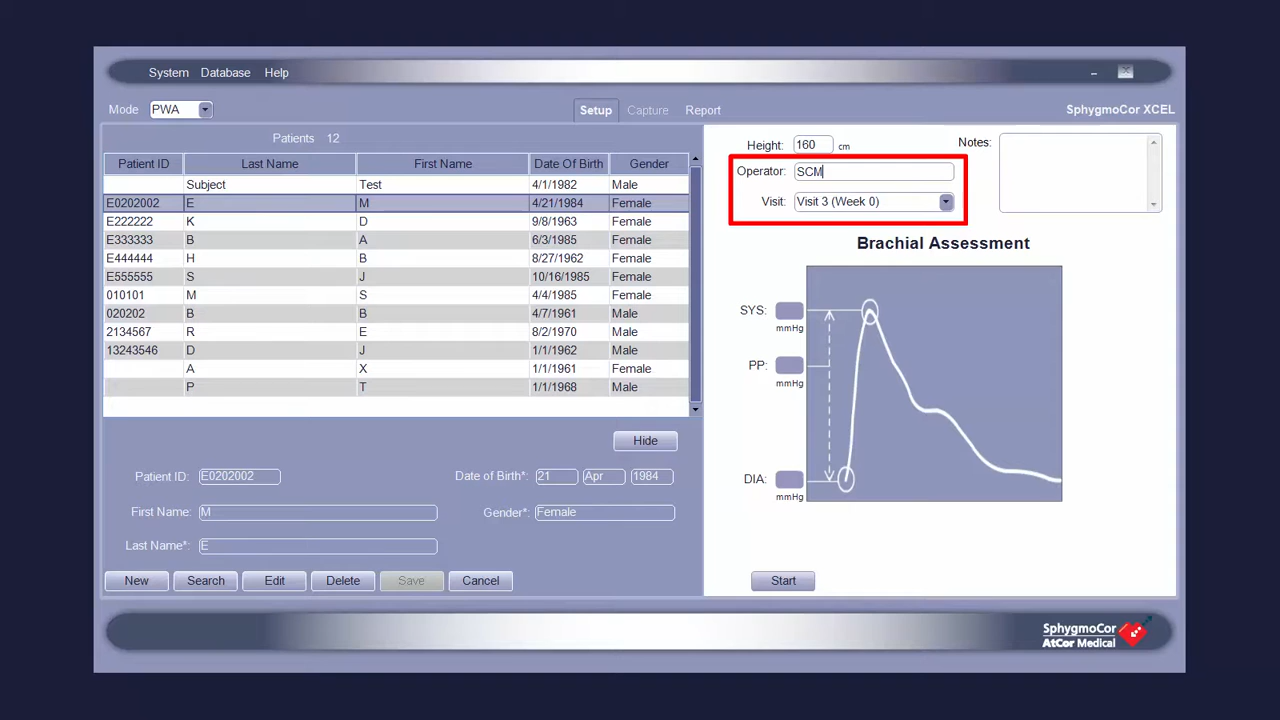 System Database Help
Mode PWA Setup Capture Report SphygmoCor XCEL
Patients 12
Patient ID Last Name First Name Date Of Birth Gender
Subject Test 4/1/1982 Male
E0202002 E M 4/21/1984 Female
E222222 K D 9/8/1963 Female
E333333 B A 6/3/1985 Female
E444444 H B 8/27/1962 Female
E555555 S J 10/16/1985 Female
010101 M S 4/4/1985 Female
020202 B B 4/7/1961 Male
2134567 R E 8/2/1970 Male
13243546 D J 1/1/1962 Male
A X 1/1/1961 Female
P T 1/1/1968 Male
Hide
Patient ID: E0202002 Date of Birth*: 21 Apr 1984
First Name: M Gender*: Female
Last Name*: E
New Search Edit Delete Save Cancel
Height: 160 cm Notes:
Operator: SCM
Visit: Visit 3 (Week 0)
Brachial Assessment
SYS:
mmHg
PP:
mmHg
DIA:
mmHg
Start
SphygmoCor
AtCor Medical